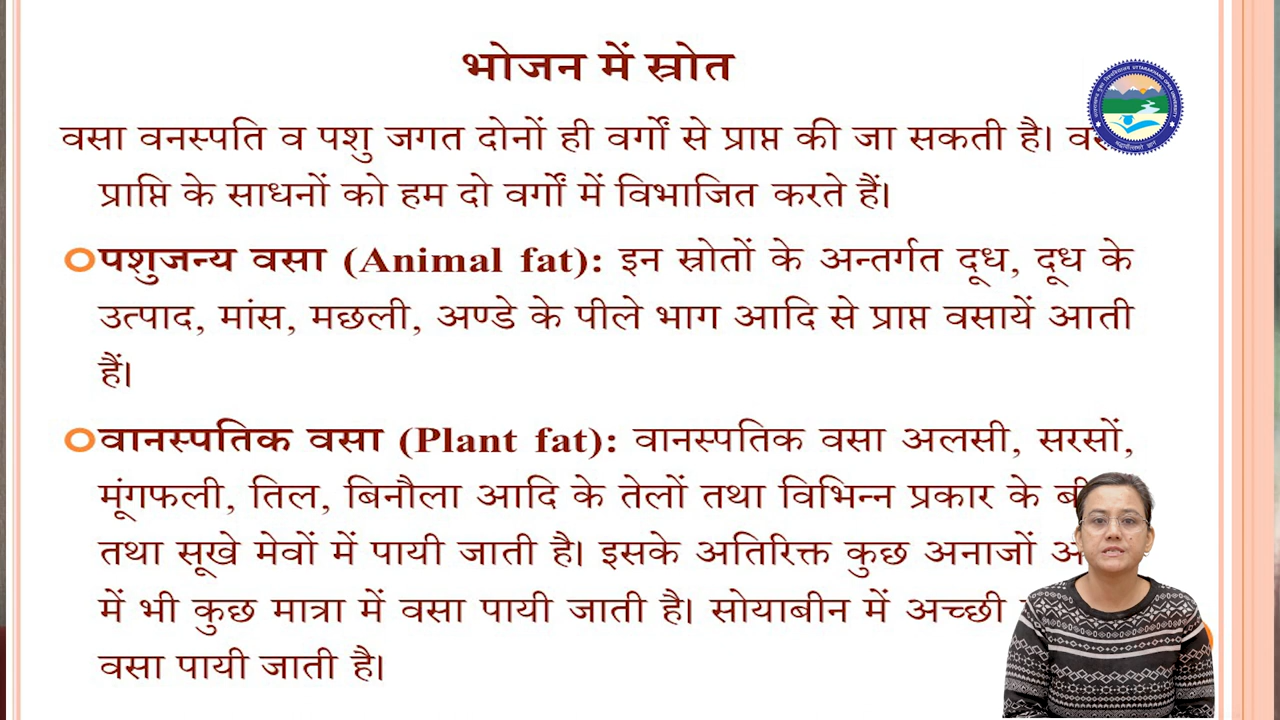 भोजन में स्रोत
वसा वनस्पति व पशु जगत दोनों ही वर्गों से प्राप्त की जा सकती है।
प्राप्ति के साधनों को हम दो वर्गों में विभाजित करते हैं।
पशुजन्य वसा (Animal fat): इन स्रोतों के अन्तर्गत दूध, दूध के
उत्पाद, मांस, मछली, अण्डे के पीले भाग आदि से प्राप्त वसायें आती
हैं।
वानस्पतिक वसा (Plant fat): वानस्पतिक वसा अलसी, सरसों,
मूंगफली, तिल, बिनौला आदि के तेलों तथा विभिन्न प्रकार के
तथा सूखे मेवों में पायी जाती है। इसके अतिरिक्त कुछ अनाजों
में भी कुछ मात्रा में वसा पायी जाती है। सोयाबीन में अच्छी
वसा पायी जाती है।